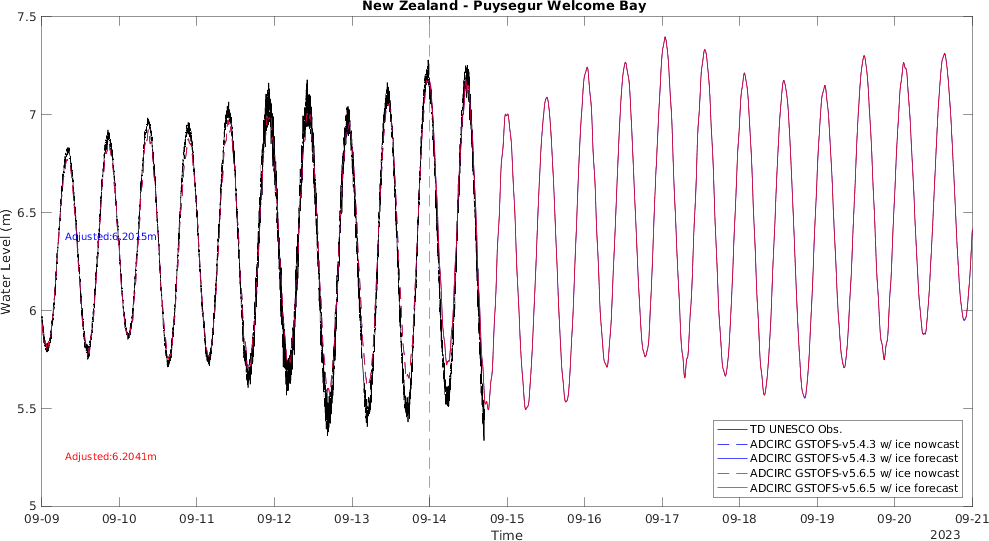 New Zealand - Puysegur Welcome Bay
7.5
7
6.5
6
5.5
5
Water Level (m)
Adjusted:6.2015m
Adjusted:6.2041m
TD UNESCO Obs.
ADCIRC GSTOFS-v5.4.3 w/ ice nowcast
ADCIRC GSTOFS-v5.4.3 w/ ice forecast
ADCIRC GSTOFS-v5.6.5 w/ ice nowcast
ADCIRC GSTOFS-v5.6.5 w/ ice forecast
09-09 09-10 09-11 09-12 09-13 09-14 09-15 09-16 09-17 09-18 09-19 09-20 09-21
Time
2023